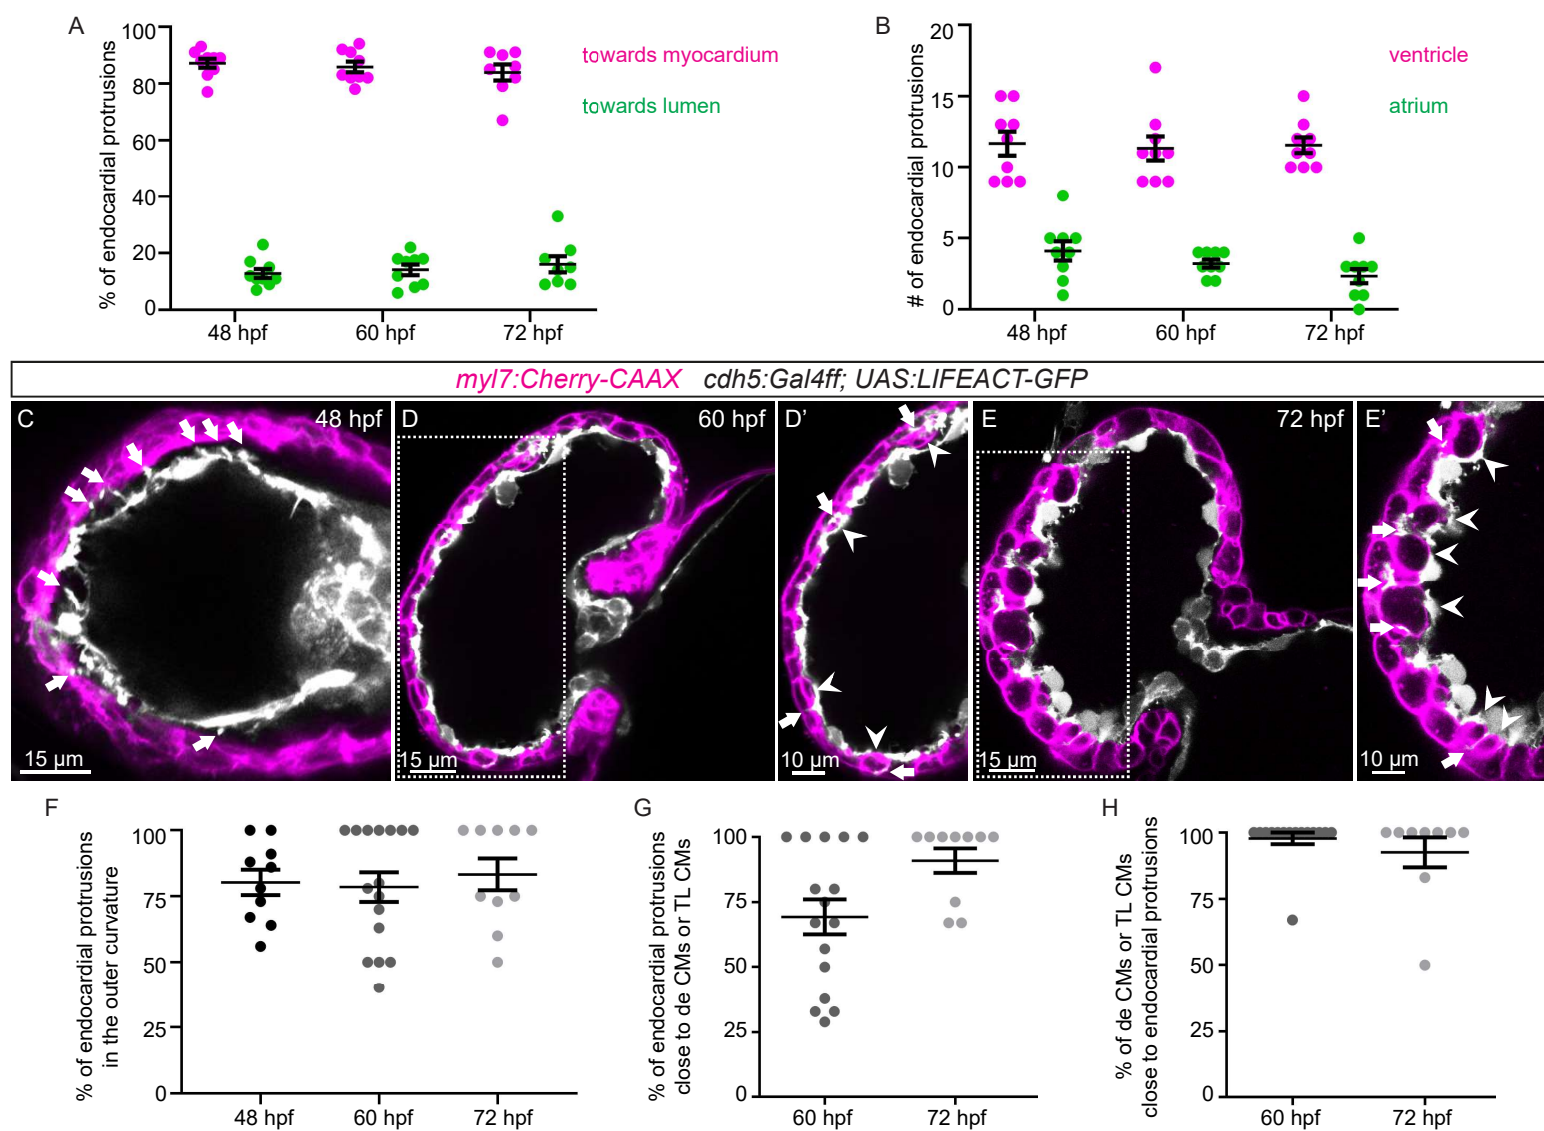 A
% of endocardial protrusions
100
80
60
40
20
0
48 hpf
60 hpf
72 hpf
towards myocardium
towards lumen
B
# of endocardial protrusions
20
15
10
5
0
48 hpf
60 hpf
72 hpf
ventricle
atrium
myl7:Cherry-CAAX cdh5:Gal4ff; UAS:LIFEACT-GFP
C
48 hpf
15 µm
D
60 hpf
15 µm
D'
10 µm
E
72 hpf
15 µm
E'
10 µm
F
% of endocardial protrusions
in the outer curvature
100
75
50
25
0
48 hpf
60 hpf
72 hpf
G
% of endocardial protrusions
close to de CMs or TL CMs
100
75
50
25
0
60 hpf
72 hpf
H
% of de CMs or TL CMs
close to endocardial protrusions
100
75
50
25
0
60 hpf
72 hpf